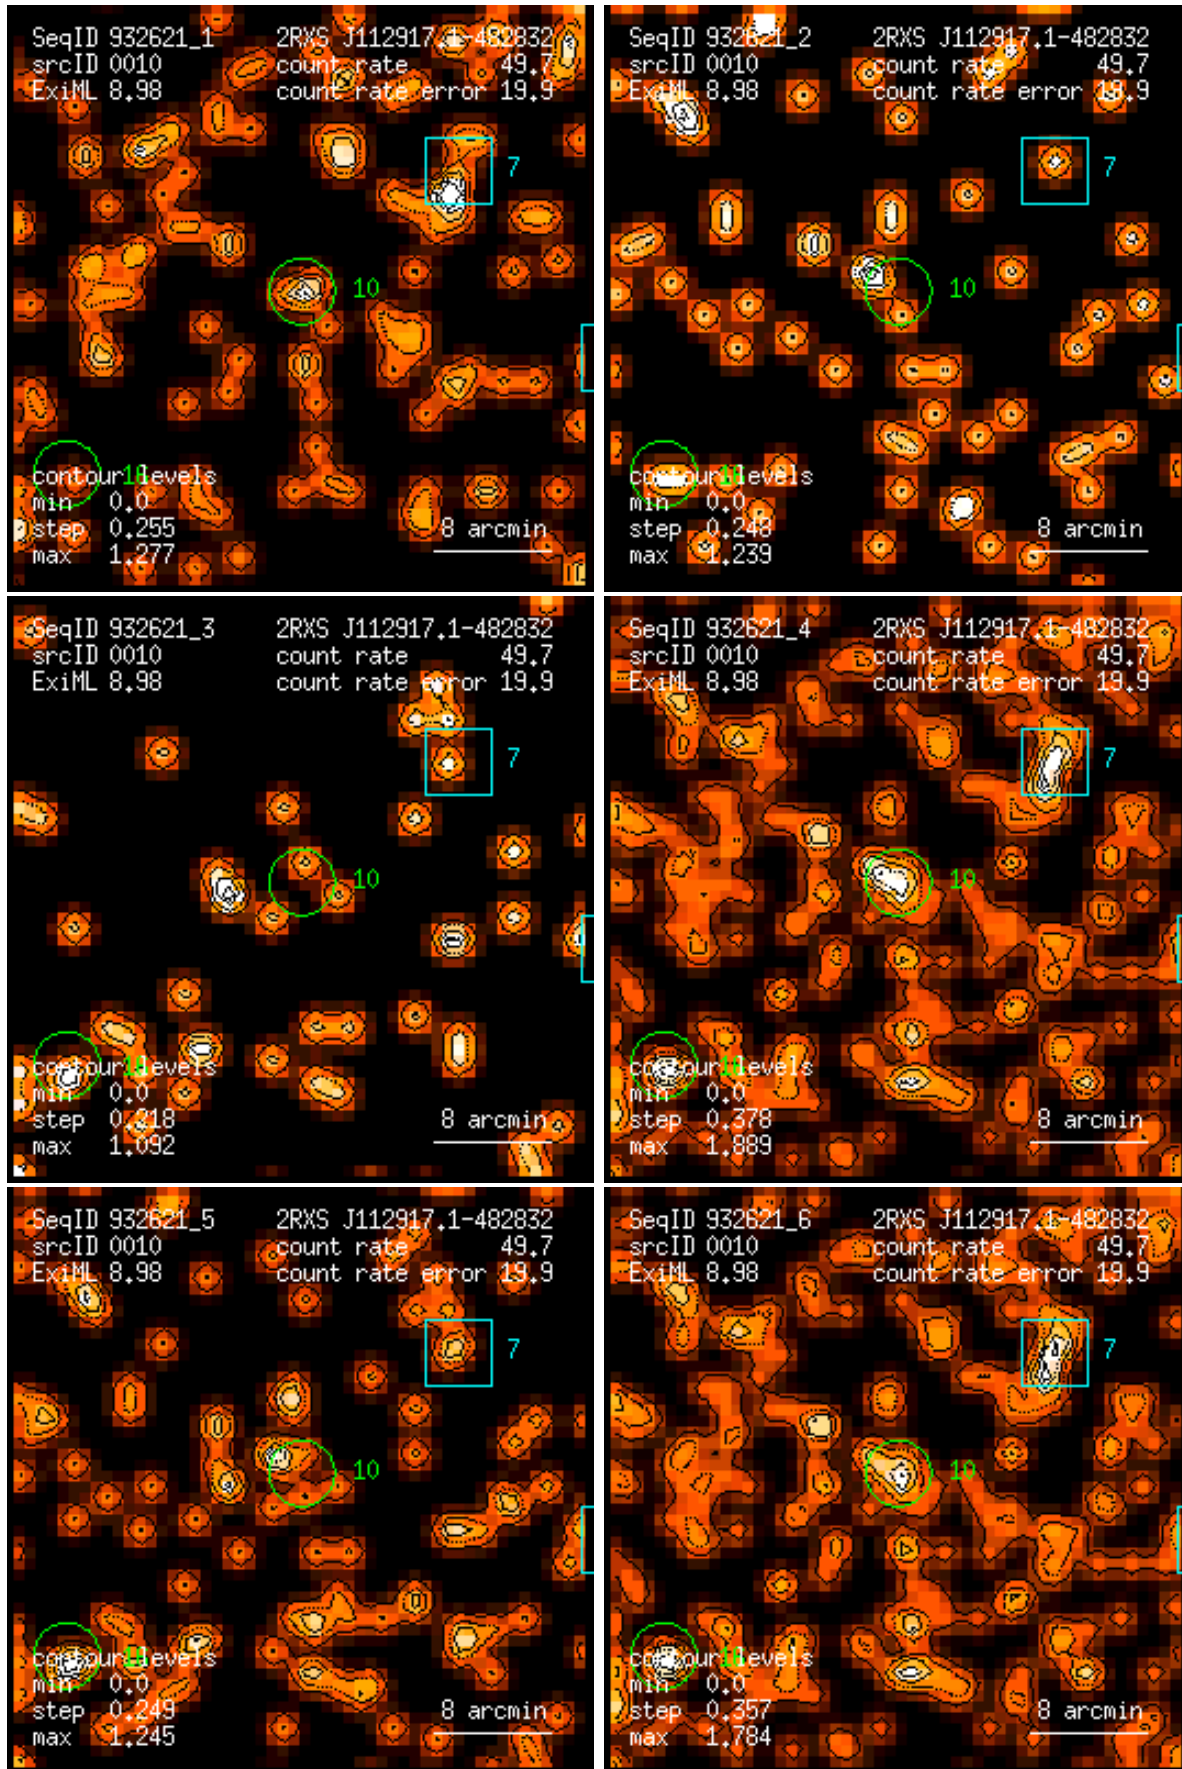 SeqID 932621_1 2RXS J112917.1-482832
srcID 0010 count rate 49.7
ExiML 8.98 count rate error 19.9
7
10
contour levels
min 0.0
step 0.255 8 arcmin
max 1.277
SeqID 932621_2 2RXS J112917.1-482832
srcID 0010 count rate 49.7
ExiML 8.98 count rate error 19.9
7
10
contour levels
min 0.0
step 0.248 8 arcmin
max 1.239
SeqID 932621_3 2RXS J112917.1-482832
srcID 0010 count rate 49.7
ExiML 8.98 count rate error 19.9
7
10
contour levels
min 0.0
step 0.218 8 arcmin
max 1.092
SeqID 932621_4 2RXS J112917.1-482832
srcID 0010 count rate 49.7
ExiML 8.98 count rate error 19.9
7
10
contour levels
min 0.0
step 0.378 8 arcmin
max 1.889
SeqID 932621_5 2RXS J112917.1-482832
srcID 0010 count rate 49.7
ExiML 8.98 count rate error 19.9
7
10
contour levels
min 0.0
step 0.249 8 arcmin
max 1.245
SeqID 932621_6 2RXS J112917.1-482832
srcID 0010 count rate 49.7
ExiML 8.98 count rate error 19.9
7
10
contour levels
min 0.0
step 0.357 8 arcmin
max 1.784